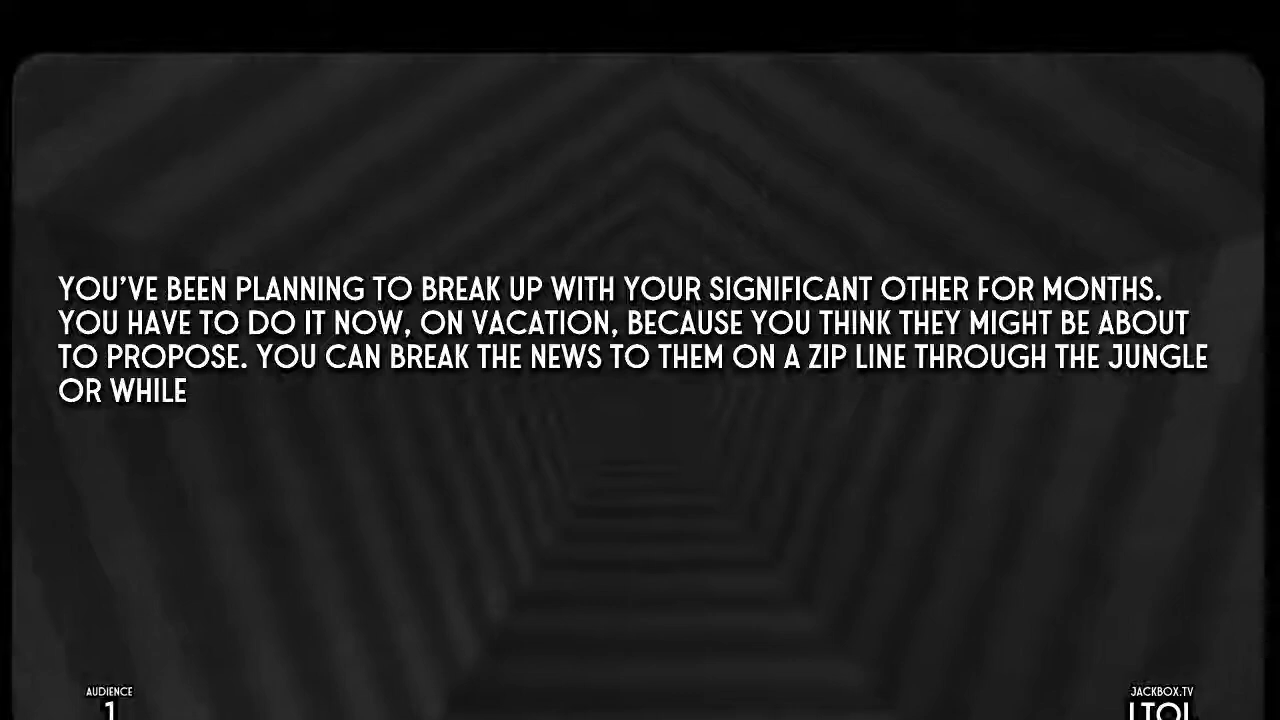 YOU'VE BEEN PLANNING TO BREAK UP WITH YOUR SIGNIFICANT OTHER FOR MONTHS.
YOU HAVE TO DO IT NOW, ON VACATION, BECAUSE YOU THINK THEY MIGHT BE ABOUT
TO PROPOSE. YOU CAN BREAK THE NEWS TO THEM ON A ZIP LINE THROUGH THE JUNGLE
OR WHILE
AUDIENCE
1
JACKBOX.TV